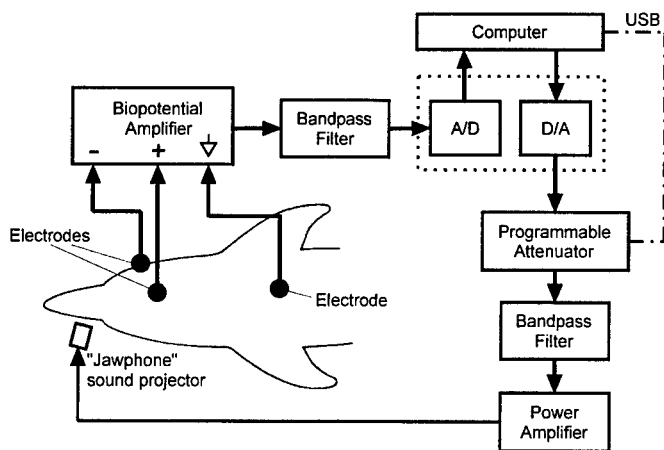 USB
Computer
Biopotential
Amplifier
- +
Bandpass
Filter
A/D
D/A
Electrodes
Programmable
Attenuator
Electrode
Bandpass
Filter
"Jawphone"
sound projector
Power
Amplifier